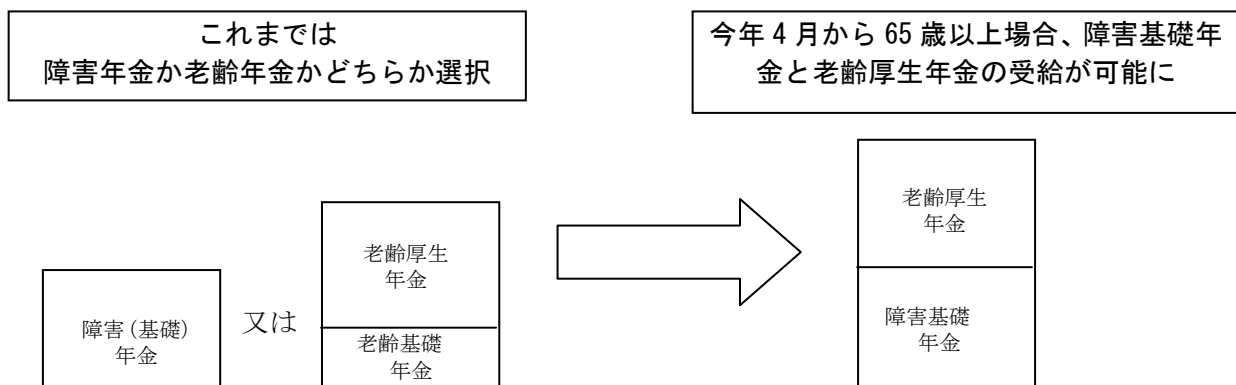 これまでは
障害年金か老齢年金かどちらか選択
今年 4 月から 65 歳以上場合、障害基礎年
金と老齢厚生年金の受給が可能に
障害(基礎)
年金
又は
老齢厚生
年金
老齢基礎
年金
老齢厚生
年金
障害基礎
年金